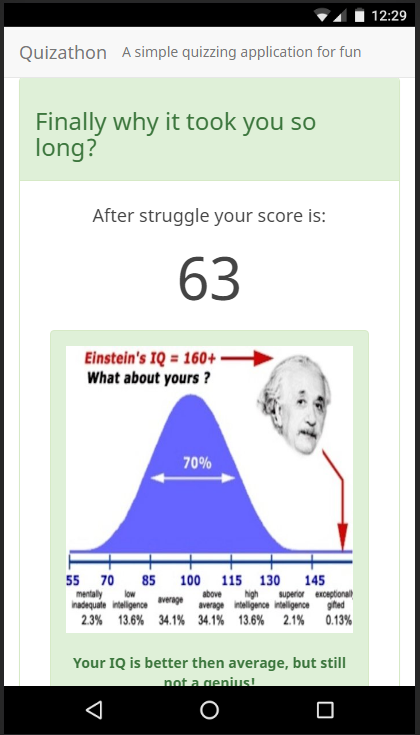 12:29
Quizathon A simple quizzing application for fun
Finally why it took you so
long?
After struggle your score is:
63
Einstein's IQ = 160+
What about yours ?
70%
55 70 85 100 115 130 145
mentally inadequate low intelligence average above average high intelligence superior intelligence exceptionally gifted
2.3% 13.6% 34.1% 34.1% 13.6% 2.1% 0.13%
Your IQ is better then average, but still
not a genius!